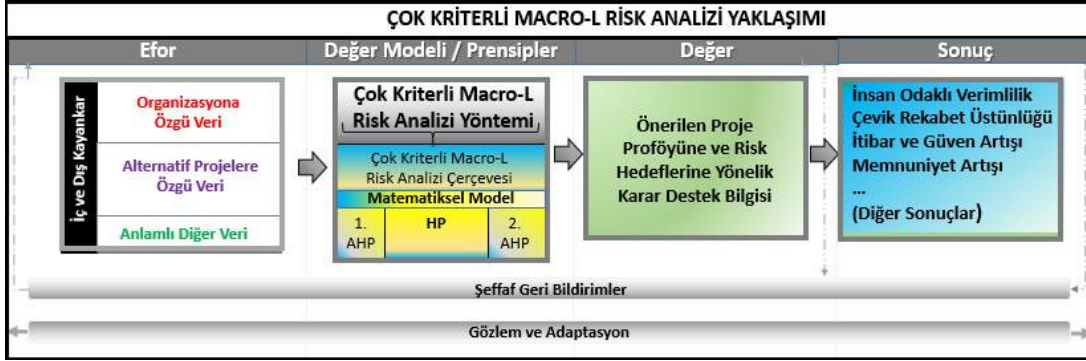 ÇOK KRİTERLİ MACRO-L RİSK ANALİZİ YAKLAŞIMI
Efor
Değer Modeli / Prensipler
Değer
Sonuç
İç ve Dış Kayankar
Organizasyona
Özgü Veri
Alternatif Projelere
Özgü Veri
Anlamlı Diğer Veri
Çok Kriterli Macro-L
Risk Analizi Yöntemi
Çok Kriterli Macro-L
Risk Analizi Çerçevesi
Matematiksel Model
1.
AHP
HP
2.
AHP
Önerilen Proje
Proföyüne ve Risk
Hedeflerine Yönelik
Karar Destek Bilgisi
İnsan Odaklı Verimlilik
Çevik Rekabet Üstünlüğü
İtibar ve Güven Artışı
Memnuniyet Artışı
...
(Diğer Sonuçlar)
Şeffaf Geri Bildirimler
Gözlem ve Adaptasyon